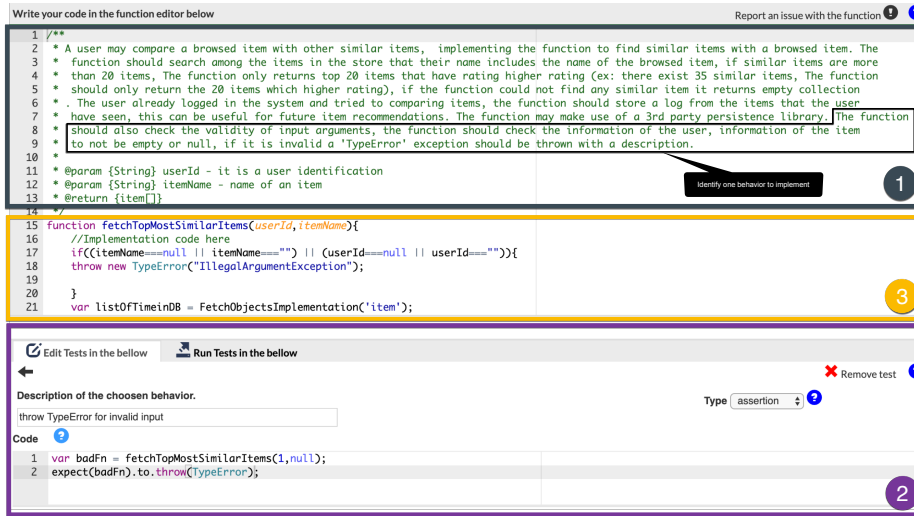 Write your code in the function editor below
Report an issue with the function
1 /**
2 * A user may compare a browsed item with other similar items, implementing the function to find similar items with a browsed item. The
3 * function should search among the items in the store that their name includes the name of the browsed item, if similar items are more
4 * than 20 items, The function only returns top 20 items that have rating higher rating (ex: there exist 35 similar items, The function
5 * should only return the 20 items which higher rating), if the function could not find any similar item it returns empty collection
6 * . The user already logged in the system and tried to comparing items, the function should store a log from the items that the user
7 * have seen, this can be useful for future item recommendations. The function may make use of a 3rd party persistence library. The function
8 * should also check the validity of input arguments, the function should check the information of the user, information of the item
9 * to not be empty or null, if it is invalid a 'TypeError' exception should be thrown with a description.
10 *
11 * @param {String} userId - it is a user identification
12 * @param {String} itemName - name of an item
13 * @return {item[]}
14 */
Identify one behavior to implement
1
15 function fetchTopMostSimilarItems(userId,itemName){
16 //Implementation code here
17 if((itemName===null || itemName==="") || (userId===null || userId==="")){
18 throw new TypeError("IllegalArgumentException");
19
20 }
21 var listOfTimeinDB = FetchObjectsImplementation('item');
3
Edit Tests in the bellow
Run Tests in the bellow
Remove test
Description of the choosen behavior.
Type assertion ?
throw TypeError for invalid input
Code ?
1 var badFn = fetchTopMostSimilarItems(1,null);
2 expect(badFn).to.throw(TypeError);
2